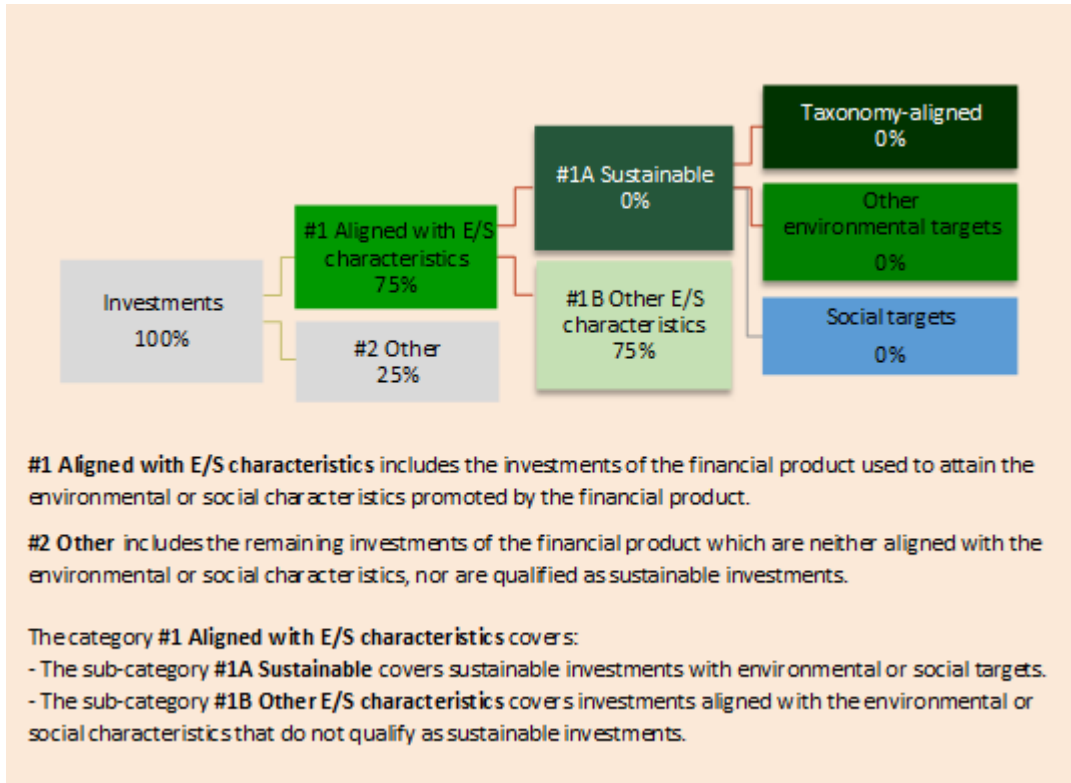 Taxonomy-aligned
0%
#1A Sustainable
0%
Other
environmental targets
0%
#1 Aligned with E/S
characteristics
75%
Investments
100%
#1B Other E/S
characteristics
75%
Social targets
0%
#2 Other
25%
#1 Aligned with E/S characteristics includes the investments of the financial product used to attain the
environmental or social characteristics promoted by the financial product.
#2 Other includes the remaining investments of the financial product which are neither aligned with the
environmental or social characteristics, nor are qualified as sustainable investments.
The category #1 Aligned with E/S characteristics covers:
- The sub-category #1A Sustainable covers sustainable investments with environmental or social targets.
- The sub-category #1B Other E/S characteristics covers investments aligned with the environmental or
social characteristics that do not qualify as sustainable investments.